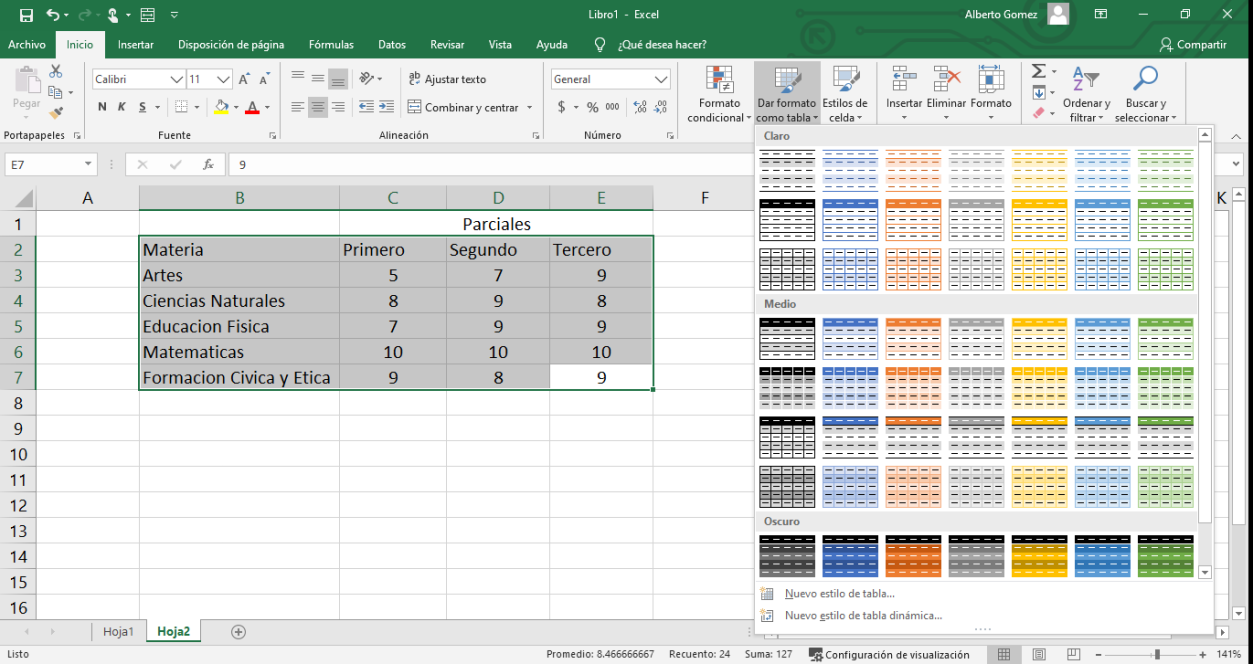 Libro1 - Excel
Alberto Gomez
Archivo Inicio Insertar Disposición de página Fórmulas Datos Revisar Vista Ayuda ¿Qué desea hacer? Compartir
Pegar
Portapapeles
Calibri 11
N K S A
Fuente
Ajustar texto
Combinar y centrar
Alineación
General
$ % 000
Número
Formato condicional
Dar formato como tabla
Estilos de celda
Insertar Eliminar Formato
Ordenar y filtrar
Buscar y seleccionar
E7 fx 9
A B C D E F K
1 Parciales
2 Materia Primero Segundo Tercero
3 Artes 5 7 9
4 Ciencias Naturales 8 9 8
5 Educacion Fisica 7 9 9
6 Matematicas 10 10 10
7 Formacion Civica y Etica 9 8 9
8
9
10
11
12
13
14
15
16
Claro
Medio
Oscuro
Nuevo estilo de tabla...
Nuevo estilo de tabla dinámica...
Hoja1 Hoja2
Listo Promedio: 8.466666667 Recuento: 24 Suma: 127 Configuración de visualización 141%